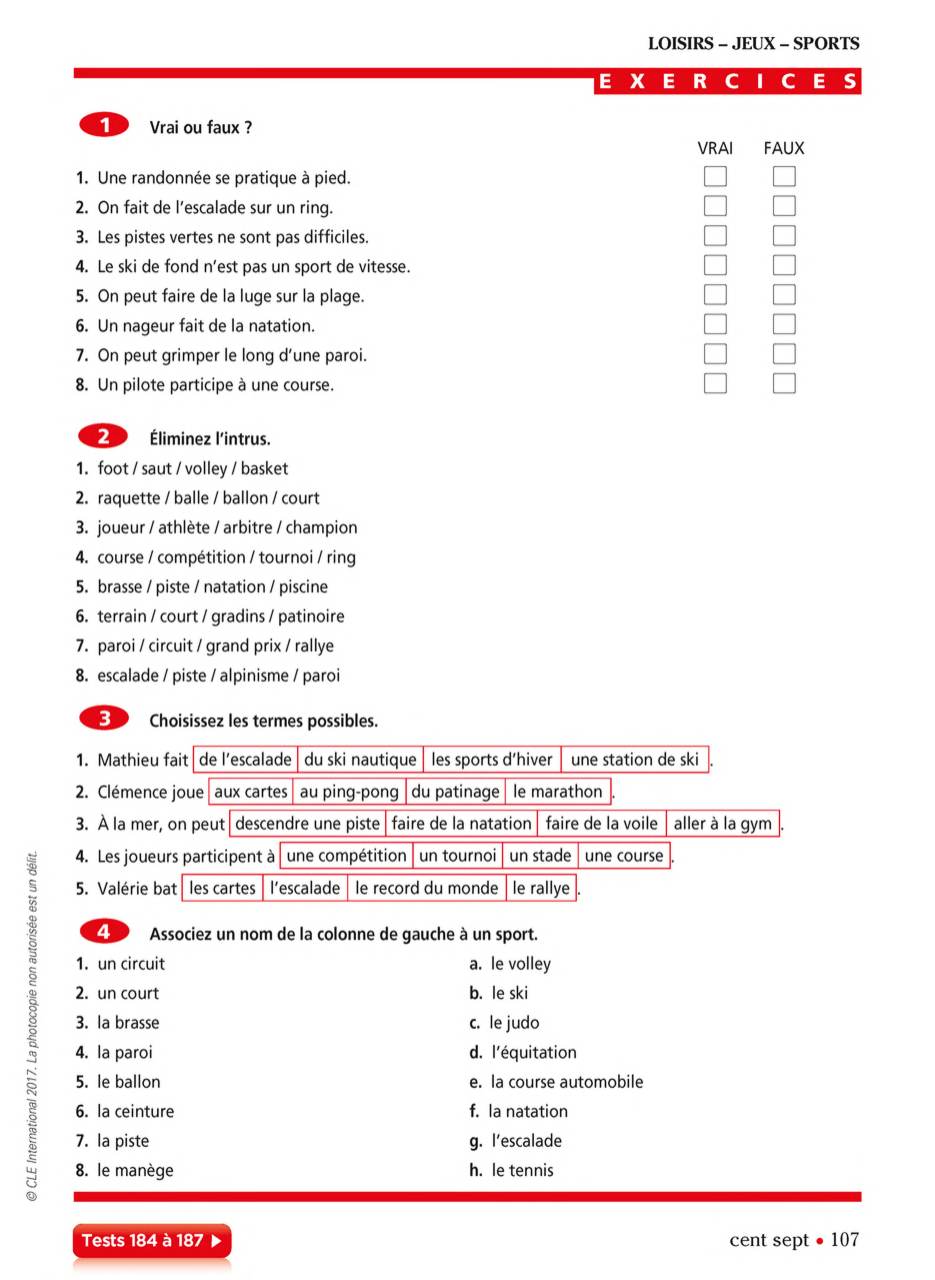 LOISIRS – JEUX – SPORTS
EXERCICES
1 Vrai ou faux ?
VRAI FAUX
1. Une randonnée se pratique à pied.
2. On fait de l’escalade sur un ring.
3. Les pistes vertes ne sont pas difficiles.
4. Le ski de fond n’est pas un sport de vitesse.
5. On peut faire de la luge sur la plage.
6. Un nageur fait de la natation.
7. On peut grimper le long d’une paroi.
8. Un pilote participe à une course.
2 Éliminez l’intrus.
1. foot / saut / volley / basket
2. raquette / balle / ballon / court
3. joueur / athlète / arbitre / champion
4. course / compétition / tournoi / ring
5. brasse / piste / natation / piscine
6. terrain / court / gradins / patinoire
7. paroi / circuit / grand prix / rallye
8. escalade / piste / alpinisme / paroi
3 Choisissez les termes possibles.
1. Mathieu fait de l’escalade du ski nautique les sports d’hiver une station de ski .
2. Clémence joue aux cartes au ping-pong du patinage le marathon .
3. À la mer, on peut descendre une piste faire de la natation faire de la voile aller à la gym .
4. Les joueurs participent à une compétition un tournoi un stade une course .
5. Valérie bat les cartes l’escalade le record du monde le rallye .
4 Associez un nom de la colonne de gauche à un sport.
1. un circuit a. le volley
2. un court b. le ski
3. la brasse c. le judo
4. la paroi d. l’équitation
5. le ballon e. la course automobile
6. la ceinture f. la natation
7. la piste g. l’escalade
8. le manège h. le tennis
© CLE International 2017. La photocopie non autorisée est un délit.
Tests 184 à 187 ▶
cent sept • 107